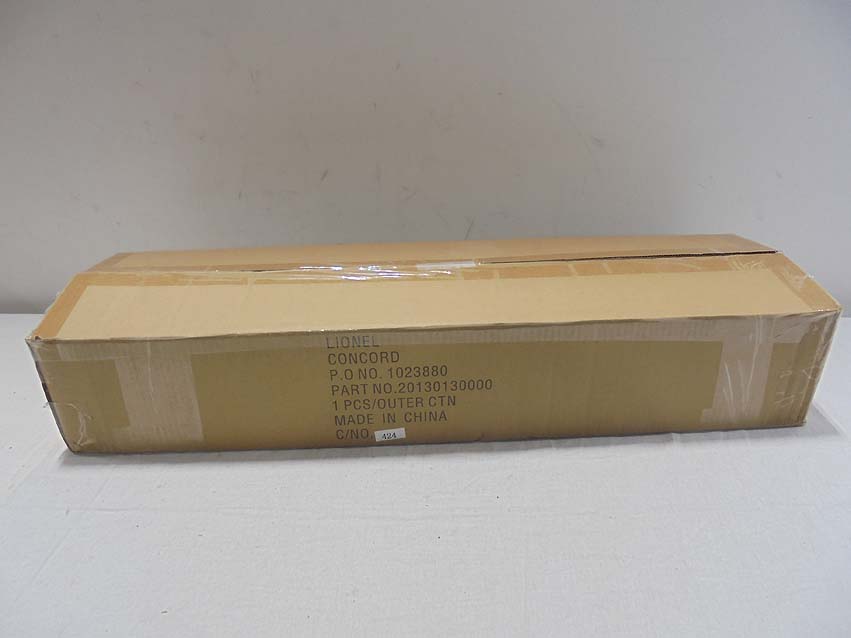 LIONEL
CONCORD
P.O NO. 1023880
PART NO.20130130000
1 PCS/OUTER CTN
MADE IN CHINA
C/NO. 424